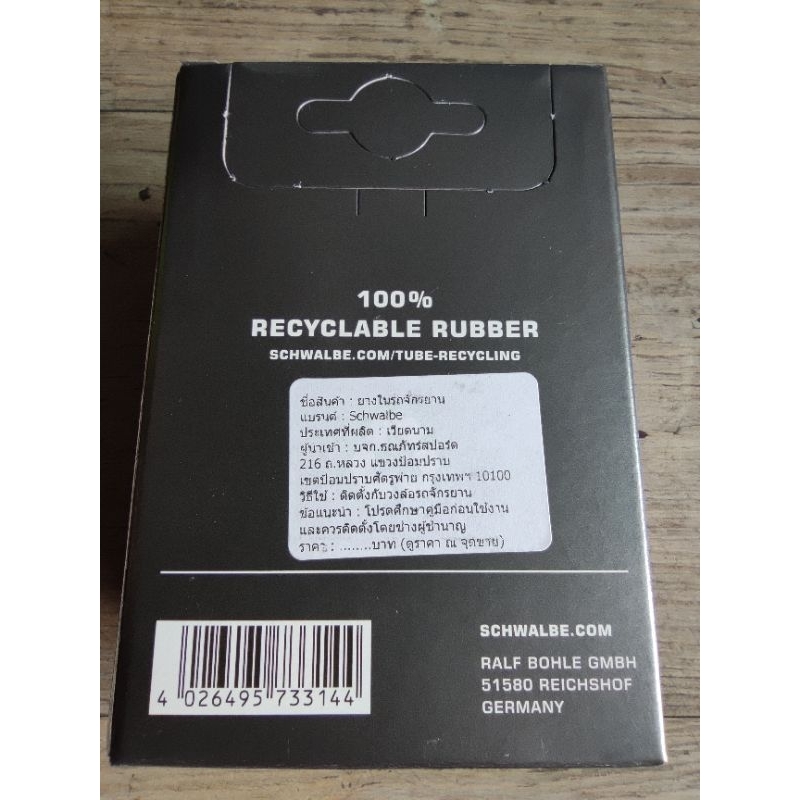 100%
RECYCLABLE RUBBER
SCHWALBE.COM/TUBE-RECYCLING
ชื่อสินค้า : ยางในรถจักรยาน
แบรนด์ : Schwalbe
ประเทศที่ผลิต : เวียดนาม
ผู้นำเข้า : บจก.ธณภัทร์สปอร์ต
216 ถ.หลวง แขวงป้อมปราบ
เขตป้อมปราบศัตรูพ่าย กรุงเทพฯ 10100
วิธีใช้ : ติดตั้งกับวงล้อรถจักรยาน
ข้อแนะนำ : โปรดศึกษาคู่มือก่อนใช้งาน
และควรติดตั้งโดยช่างผู้ชำนาญ
ราคา : ........บาท (ดูราคา ณ จุดขาย)
4 026495 733144
SCHWALBE.COM
RALF BOHLE GMBH
51580 REICHSHOF
GERMANY